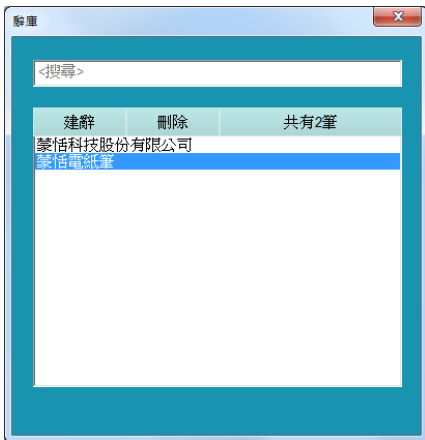 辭庫
<搜尋>
建辭 刪除 共有2筆
蒙恬科技股份有限公司
蒙恬電紙筆